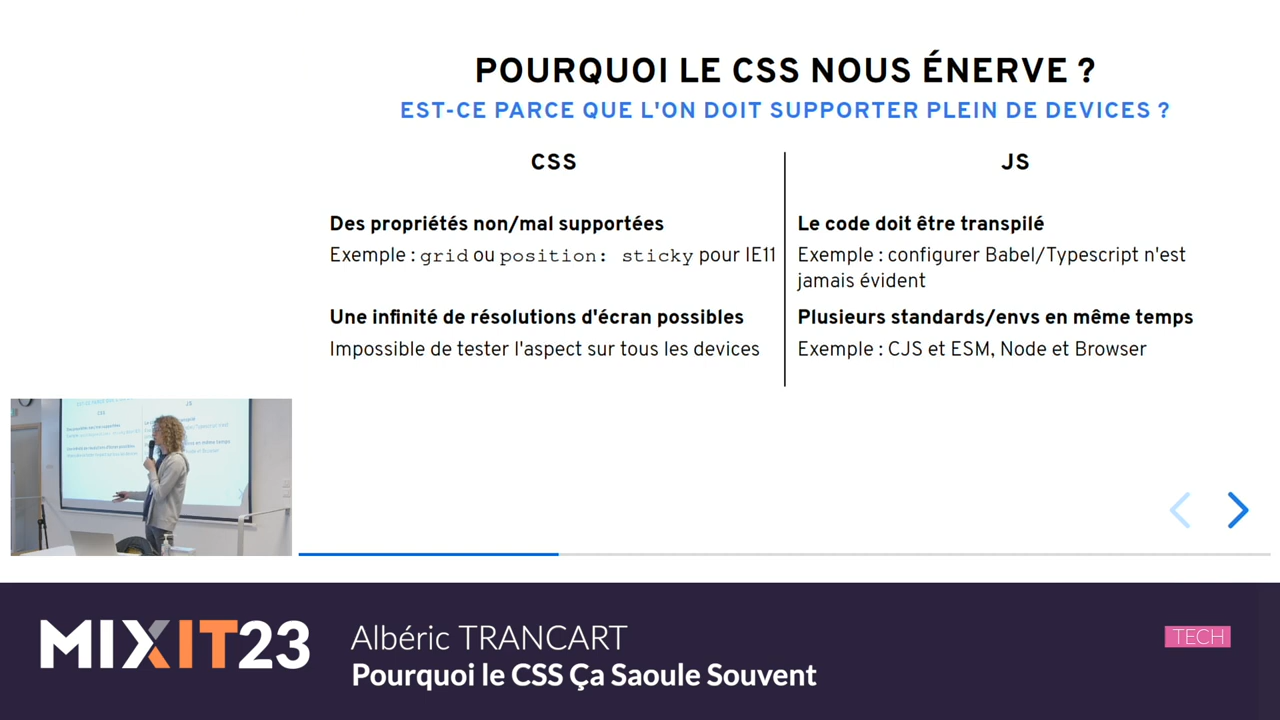 POURQUOI LE CSS NOUS ÉNERVE ?
EST-CE PARCE QUE L'ON DOIT SUPPORTER PLEIN DE DEVICES ?
CSS
Des propriétés non/mal supportées
Exemple : grid ou position: sticky pour IE11
Une infinité de résolutions d'écran possibles
Impossible de tester l'aspect sur tous les devices
JS
Le code doit être transpilé
Exemple : configurer Babel/Typescript n'est
jamais évident
Plusieurs standards/envs en même temps
Exemple : CJS et ESM, Node et Browser
MIXIT23
Albéric TRANCART
Pourquoi le CSS Ça Saoule Souvent
TECH